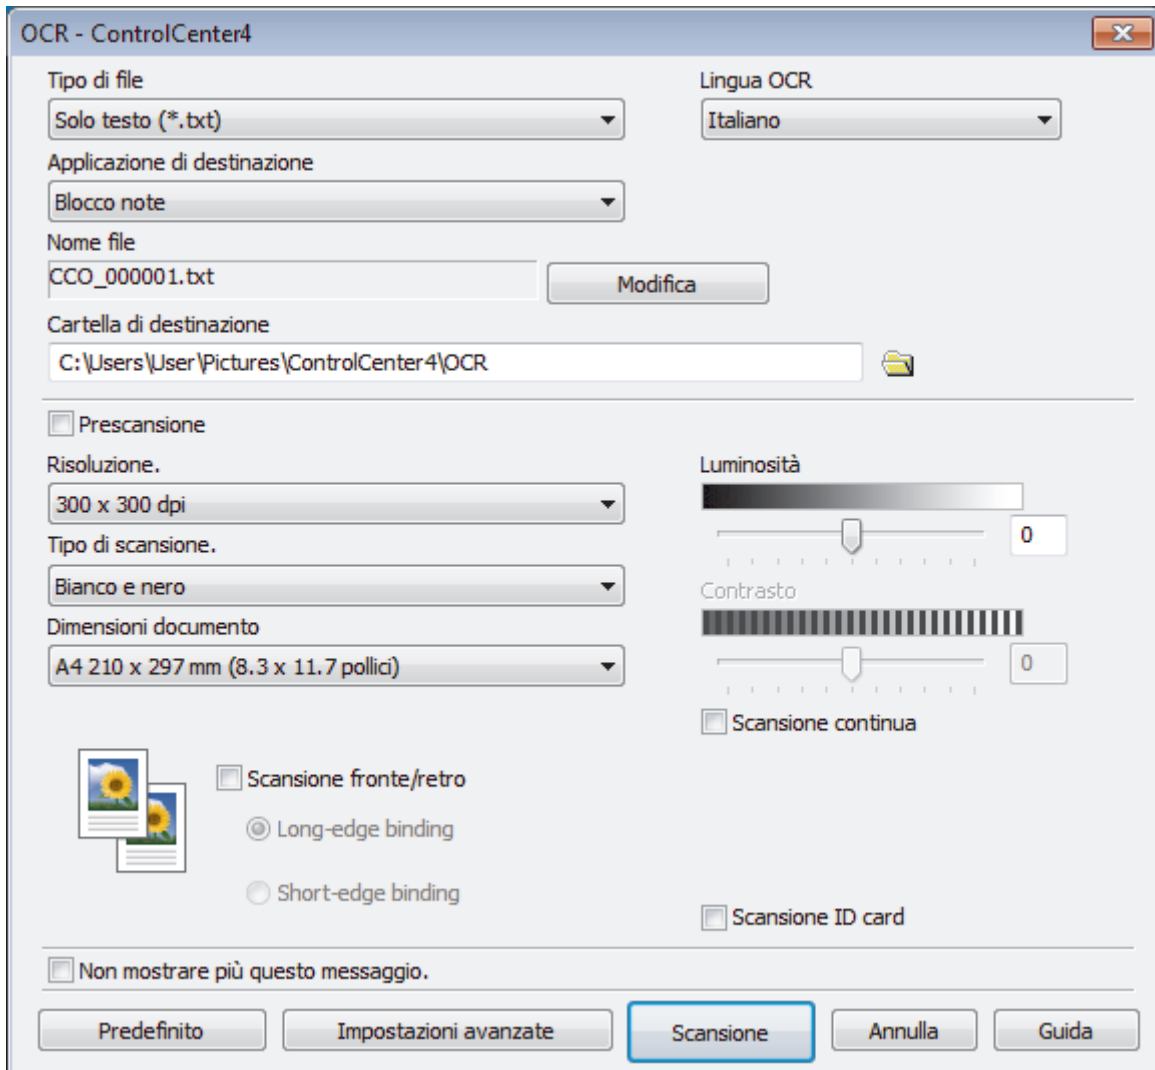 OCR - ControlCenter4
Tipo di file
Lingua OCR
Solo testo (*.txt)
Italiano
Applicazione di destinazione
Blocco note
Nome file
CCO_000001.txt
Modifica
Cartella di destinazione
C:\Users\User\Pictures\ControlCenter4\OCR
Prescansione
Risoluzione.
Luminosità
300 x 300 dpi
0
Tipo di scansione.
Bianco e nero
Contrasto
Dimensioni documento
A4 210 x 297 mm (8.3 x 11.7 pollici)
0
Scansione continua
Scansione fronte/retro
Long-edge binding
Short-edge binding
Scansione ID card
Non mostrare più questo messaggio.
Predefinito
Impostazioni avanzate
Scansione
Annulla
Guida